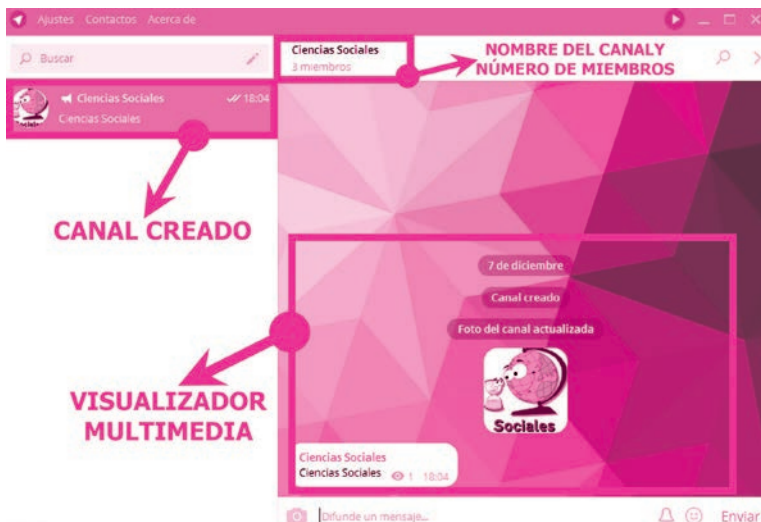 Ajustes Contactos Acerca de
Buscar
Ciencias Sociales
3 miembros
NOMBRE DEL CANALY
NÚMERO DE MIEMBROS
Ciencias Sociales 18:04
Ciencias Sociales
CANAL CREADO
7 de diciembre
Canal creado
Foto del canal actualizada
Sociales
VISUALIZADOR
MULTIMEDIA
Ciencias Sociales
Ciencias Sociales 1 18:04
Difunde un mensaje...
Enviar